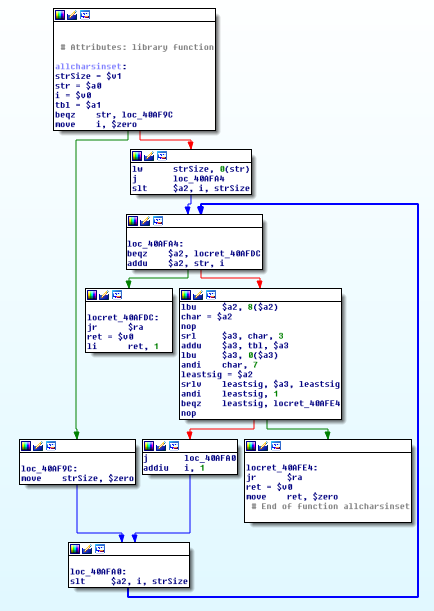 # Attributes: library function
allcharsinset:
strSize = $v1
str = $a0
i = $v0
tbl = $a1
beqz str, loc_40AF9C
move i, $zero
lw strSize, 0(str)
j loc_40AFA4
slt $a2, i, strSize
loc_40AFA4:
beqz $a2, locret_40AFDC
addu $a2, str, i
locret_40AFDC:
jr $ra
ret = $v0
li ret, 1
lbu $a2, 8($a2)
char = $a2
nop
srl $a3, char, 3
addu $a3, tbl, $a3
lbu $a3, 0($a3)
andi char, 7
leastsig = $a2
srlv leastsig, $a3, leastsig
andi leastsig, 1
beqz leastsig, locret_40AFE4
nop
loc_40AF9C:
move strSize, $zero
j loc_40AFA0
addiu i, 1
locret_40AFE4:
jr $ra
ret = $v0
move ret, $zero
# End of function allcharsinset
loc_40AFA0:
slt $a2, i, strSize